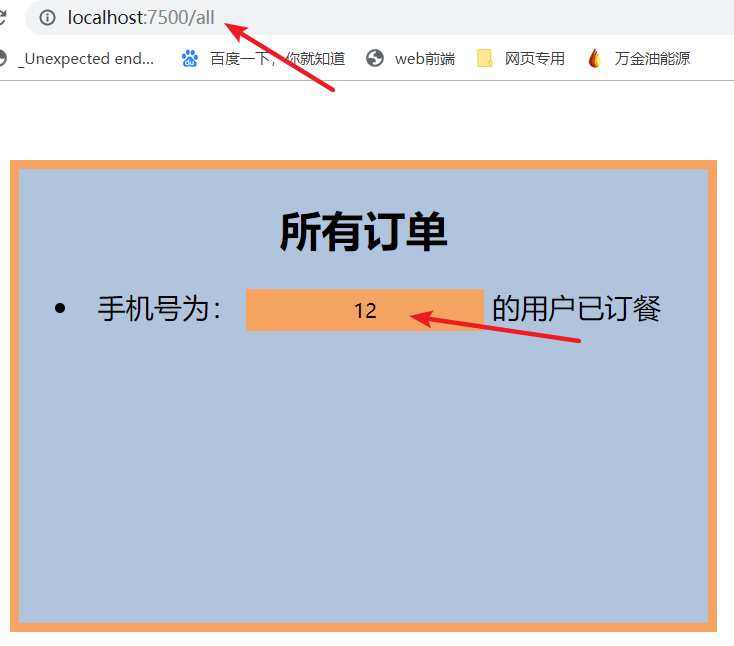 localhost:7500/all
_Unexpected end... 百度一下，你就知道 web前端 网页专用 万金油能源
所有订单
• 手机号为： 12 的用户已订餐